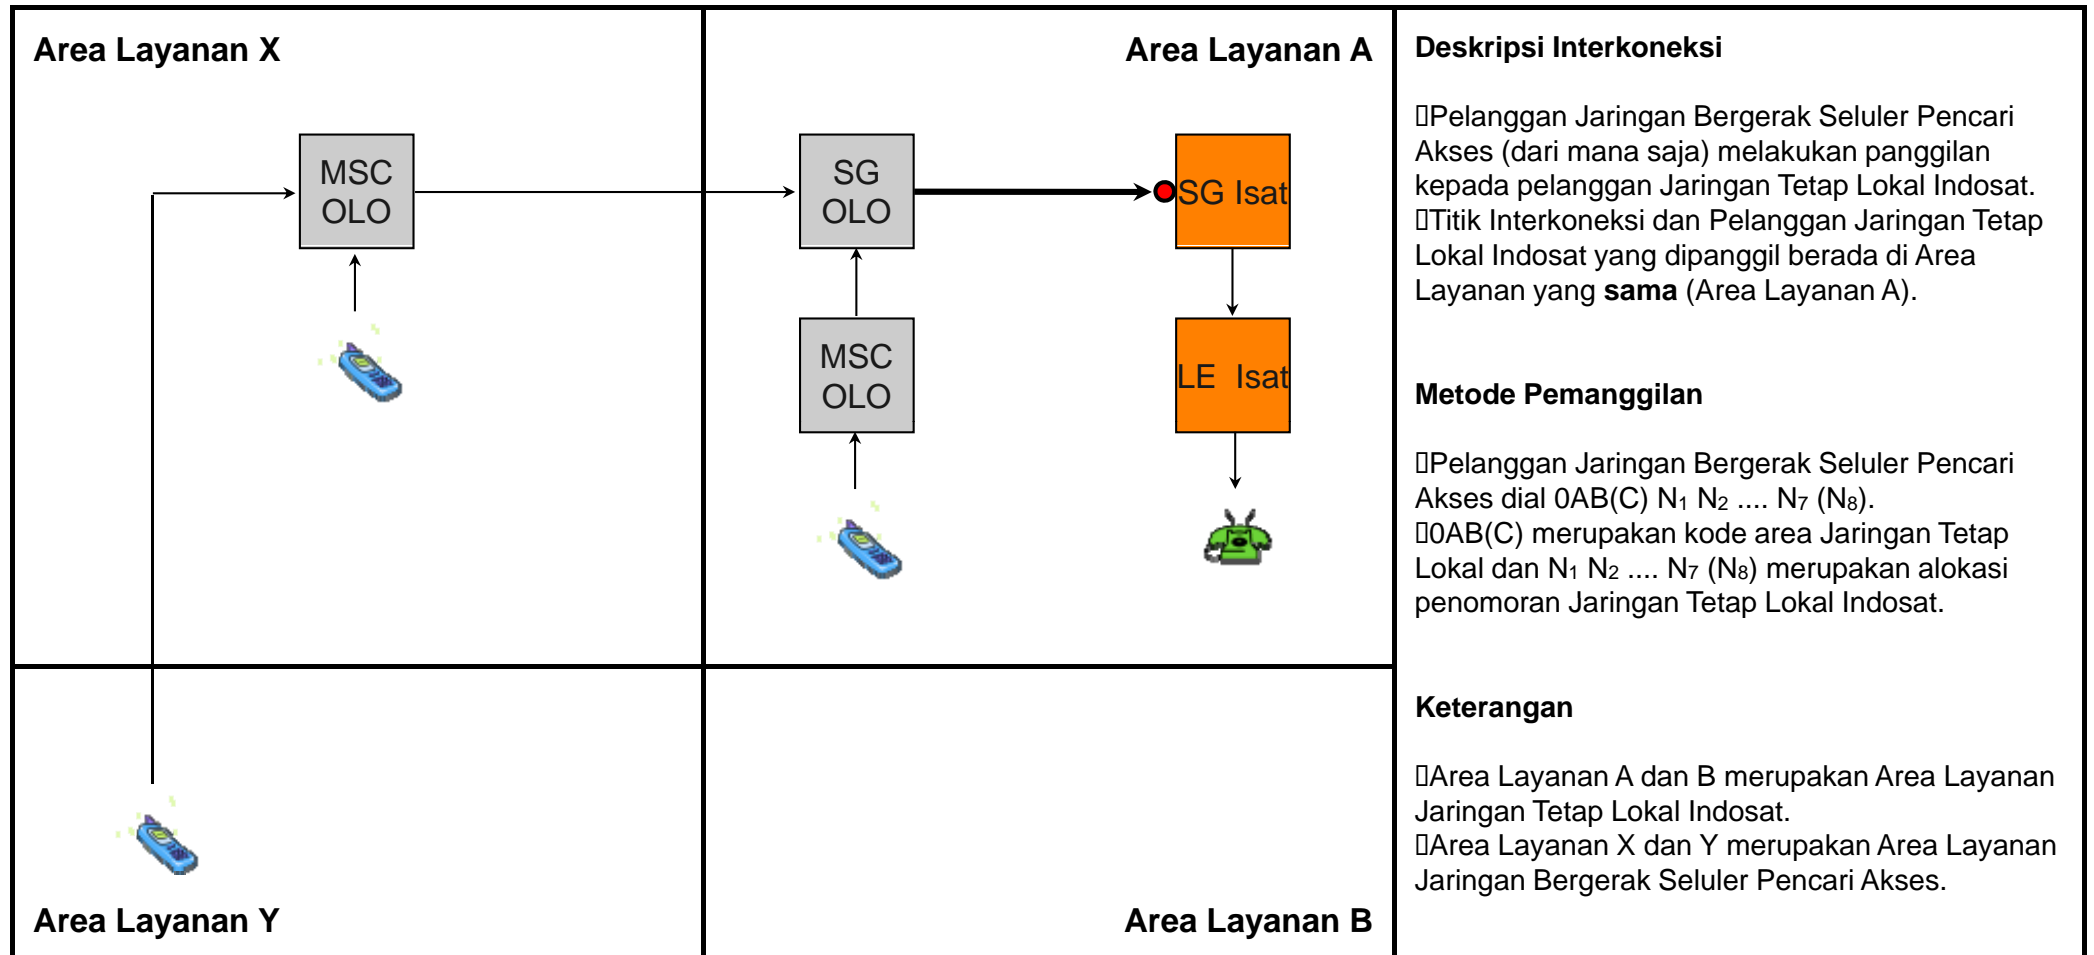 Area Layanan X
Area Layanan A
MSC
OLO
SG
OLO
SG Isat
MSC
OLO
LE Isat
Area Layanan Y
Area Layanan B
Deskripsi Interkoneksi
Pelanggan Jaringan Bergerak Seluler Pencari
Akses (dari mana saja) melakukan panggilan
kepada pelanggan Jaringan Tetap Lokal Indosat.
Titik Interkoneksi dan Pelanggan Jaringan Tetap
Lokal Indosat yang dipanggil berada di Area
Layanan yang sama (Area Layanan A).
Metode Pemanggilan
Pelanggan Jaringan Bergerak Seluler Pencari
Akses dial 0AB(C) N₁ N₂ .... N₇ (N₈).
0AB(C) merupakan kode area Jaringan Tetap
Lokal dan N₁ N₂ .... N₇ (N₈) merupakan alokasi
penomoran Jaringan Tetap Lokal Indosat.
Keterangan
Area Layanan A dan B merupakan Area Layanan
Jaringan Tetap Lokal Indosat.
Area Layanan X dan Y merupakan Area Layanan
Jaringan Bergerak Seluler Pencari Akses.